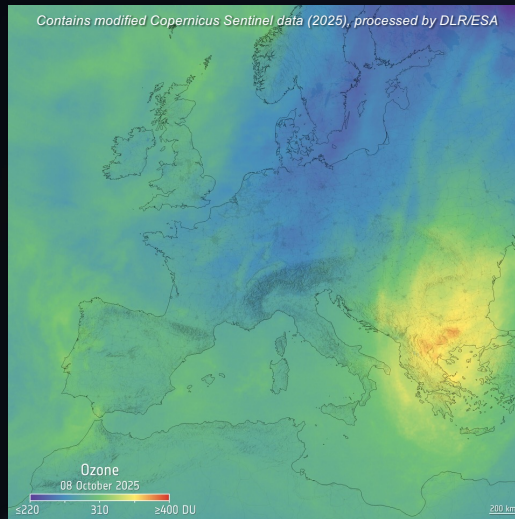 Contains modified Copernicus Sentinel data (2025), processed by DLR/ESA
Ozone
08 October 2025
≤220 310 ≥400 DU
200 km